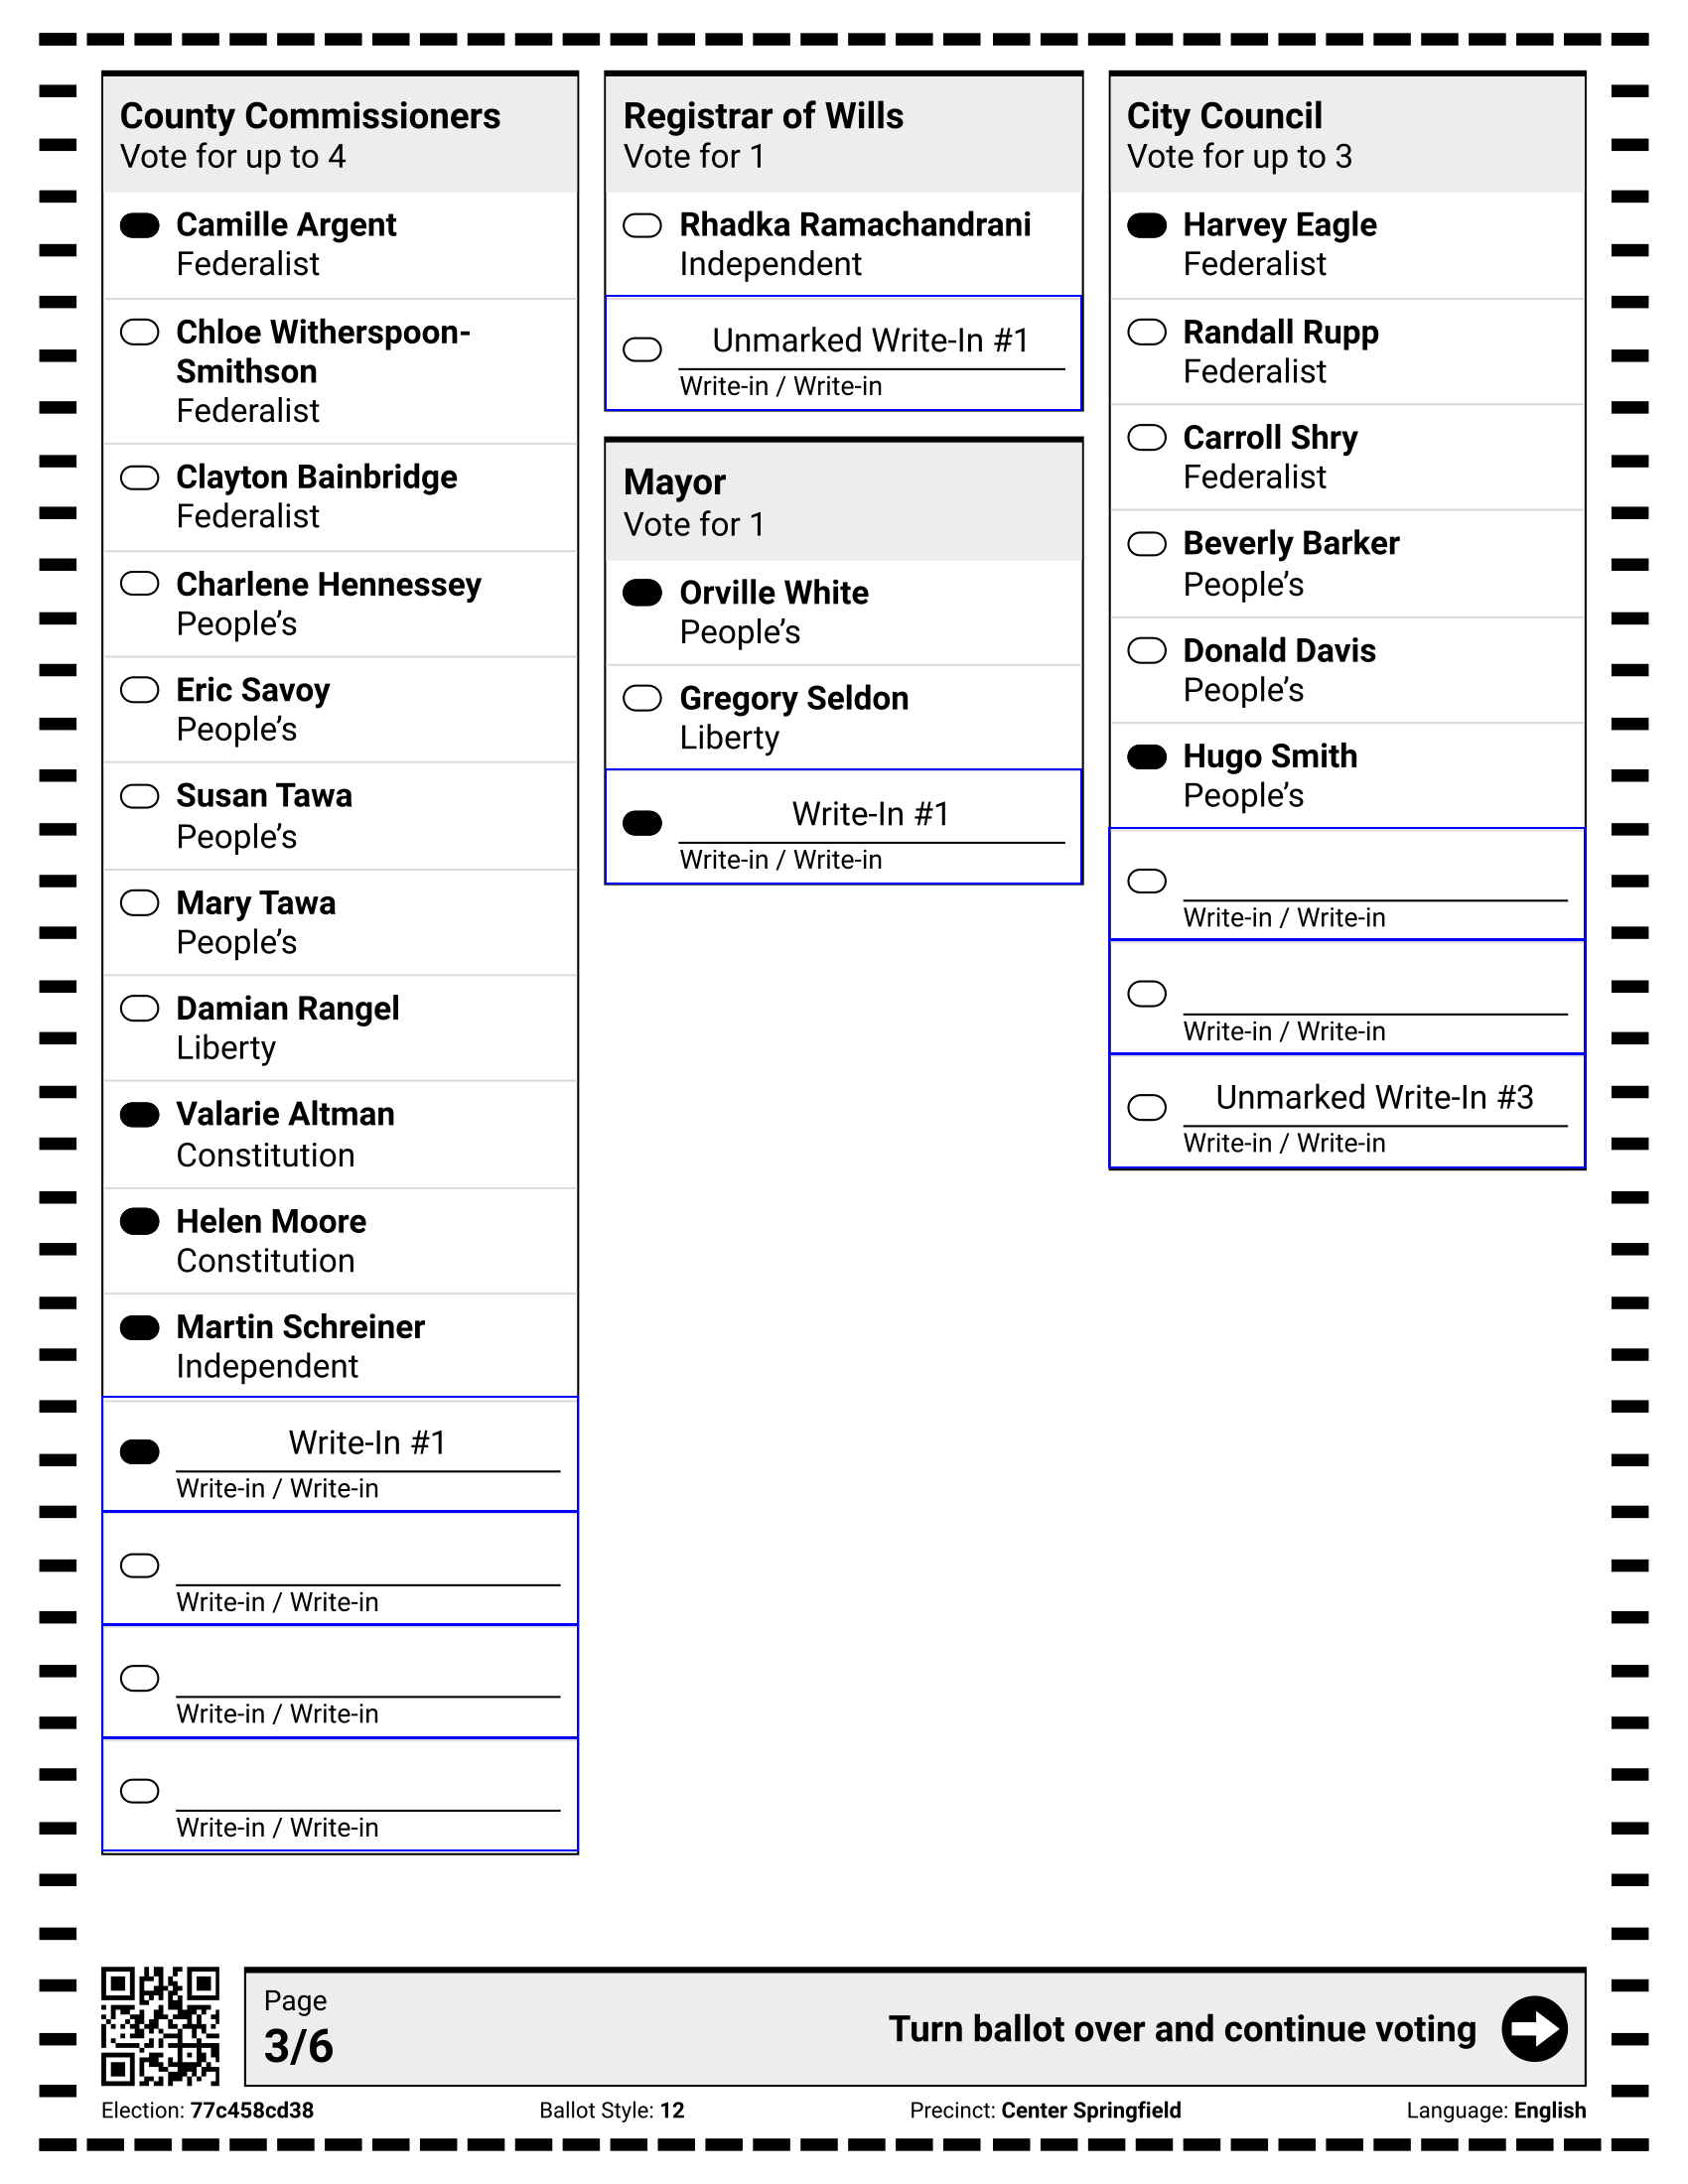 County Commissioners
Vote for up to 4
Camille Argent
Federalist
Chloe Witherspoon-
Smithson
Federalist
Clayton Bainbridge
Federalist
Charlene Hennessey
People’s
Eric Savoy
People’s
Susan Tawa
People’s
Mary Tawa
People’s
Damian Rangel
Liberty
Valarie Altman
Constitution
Helen Moore
Constitution
Martin Schreiner
Independent
Write-In #1
Write-in / Write-in
Write-in / Write-in
Write-in / Write-in
Write-in / Write-in
Registrar of Wills
Vote for 1
Rhadka Ramachandrani
Independent
Unmarked Write-In #1
Write-in / Write-in
Mayor
Vote for 1
Orville White
People’s
Gregory Seldon
Liberty
Write-In #1
Write-in / Write-in
City Council
Vote for up to 3
Harvey Eagle
Federalist
Randall Rupp
Federalist
Carroll Shry
Federalist
Beverly Barker
People’s
Donald Davis
People’s
Hugo Smith
People’s
Write-in / Write-in
Write-in / Write-in
Unmarked Write-In #3
Write-in / Write-in
Page
3/6
Turn ballot over and continue voting
Election: 77c458cd38 Ballot Style: 12 Precinct: Center Springfield Language: English